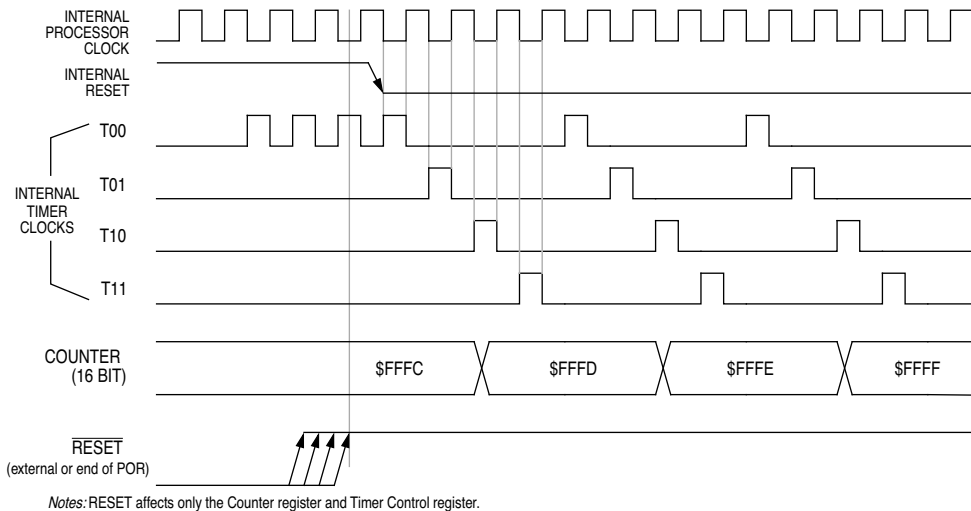 INTERNAL
PROCESSOR
CLOCK
INTERNAL
RESET
T00
T01
INTERNAL
TIMER
CLOCKS
T10
T11
COUNTER
(16 BIT)
$FFFC
$FFFD
$FFFE
$FFFF
RESET
(external or end of POR)
Notes: RESET affects only the Counter register and Timer Control register.